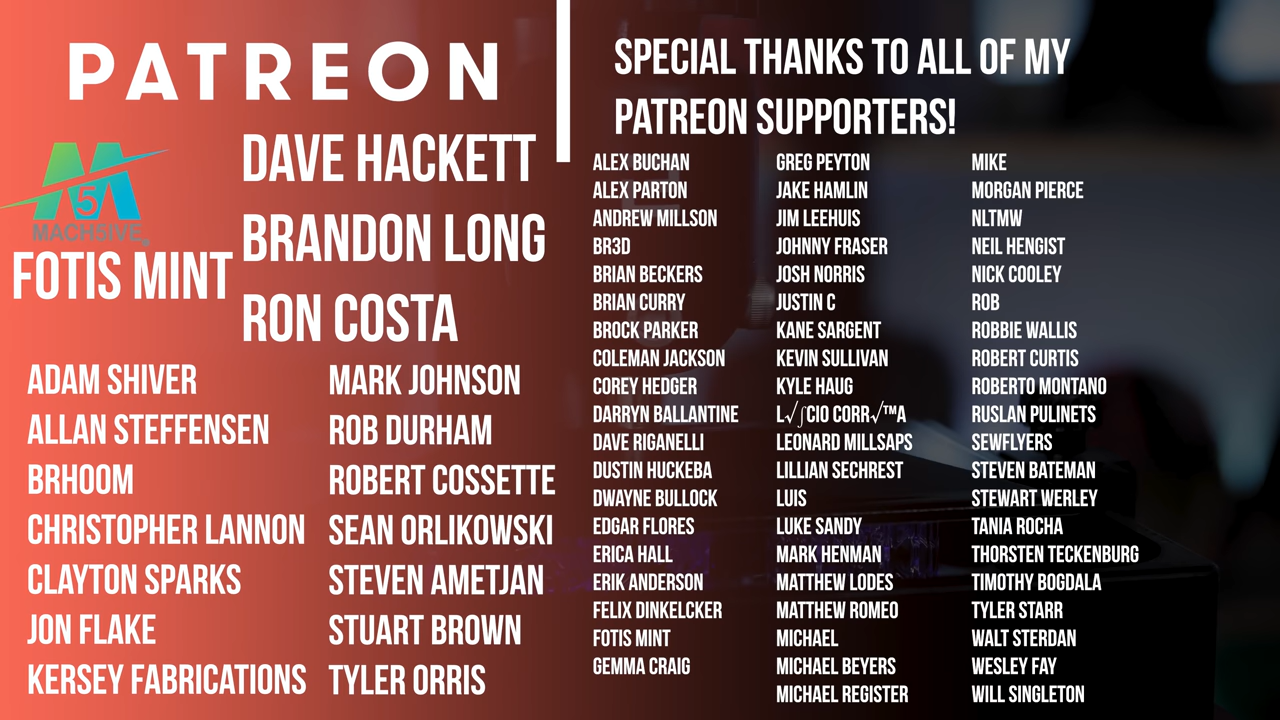 PATREON
M5
MACH5IVE
FOTIS MINT
DAVE HACKETT
BRANDON LONG
RON COSTA
ADAM SHIVER
ALLAN STEFFENSEN
BRHOOM
CHRISTOPHER LANNON
CLAYTON SPARKS
JON FLAKE
KERSEY FABRICATIONS
MARK JOHNSON
ROB DURHAM
ROBERT COSSETTE
SEAN ORLIKOWSKI
STEVEN AMETJAN
STUART BROWN
TYLER ORRIS
SPECIAL THANKS TO ALL OF MY
PATREON SUPPORTERS!
ALEX BUCHAN
ALEX PARTON
ANDREW MILLSON
BR3D
BRIAN BECKERS
BRIAN CURRY
BROCK PARKER
COLEMAN JACKSON
COREY HEDGER
DARRYN BALLANTINE
DAVE RIGANELLI
DUSTIN HUCKEBA
DWAYNE BULLOCK
EDGAR FLORES
ERICA HALL
ERIK ANDERSON
FELIX DINKELCKER
FOTIS MINT
GEMMA CRAIG
GREG PEYTON
JAKE HAMLIN
JIM LEEHUIS
JOHNNY FRASER
JOSH NORRIS
JUSTIN C
KANE SARGENT
KEVIN SULLIVAN
KYLE HAUG
L√∫CIO CORR√™A
LEONARD MILLSAPS
LILLIAN SECHREST
LUIS
LUKE SANDY
MARK HENMAN
MATTHEW LODES
MATTHEW ROMEO
MICHAEL
MICHAEL BEYERS
MICHAEL REGISTER
MIKE
MORGAN PIERCE
NLTMW
NEIL HENGIST
NICK COOLEY
ROB
ROBBIE WALLIS
ROBERT CURTIS
ROBERTO MONTANO
RUSLAN PULINETS
SEWFLYERS
STEVEN BATEMAN
STEWART WERLEY
TANIA ROCHA
THORSTEN TECKENBURG
TIMOTHY BOGDALA
TYLER STARR
WALT STERDAN
WESLEY FAY
WILL SINGLETON